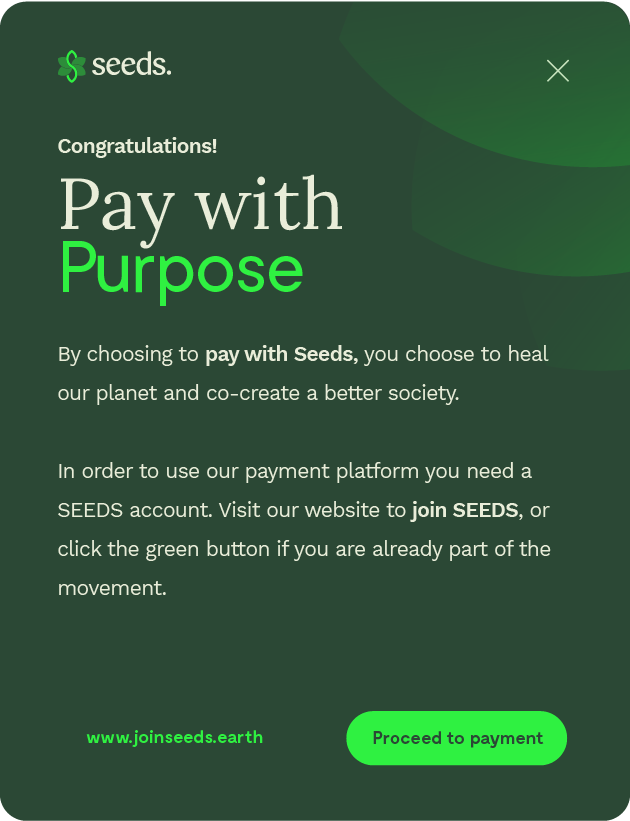 seeds.
Congratulations!
Pay with
Purpose
By choosing to pay with Seeds, you choose to heal
our planet and co-create a better society.
In order to use our payment platform you need a
SEEDS account. Visit our website to join SEEDS, or
click the green button if you are already part of the
movement.
www.joinseeds.earth
Proceed to payment